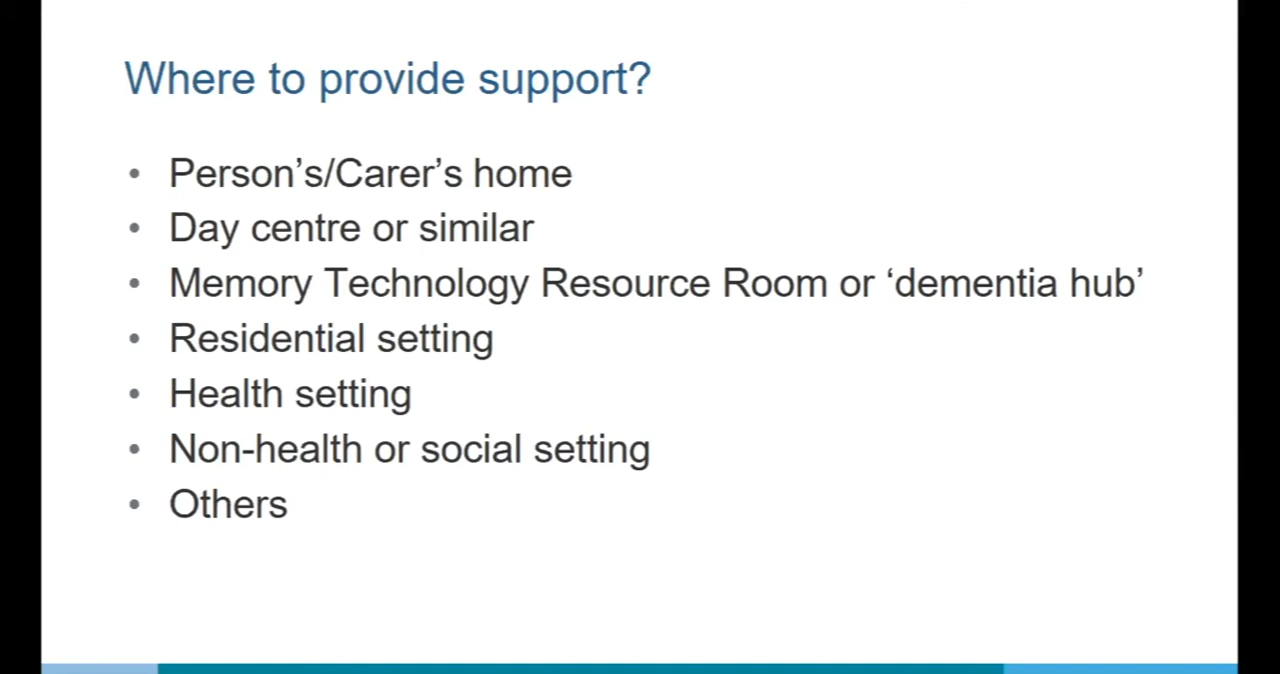 Where to provide support?
• Person’s/Carer’s home
• Day centre or similar
• Memory Technology Resource Room or ‘dementia hub’
• Residential setting
• Health setting
• Non-health or social setting
• Others